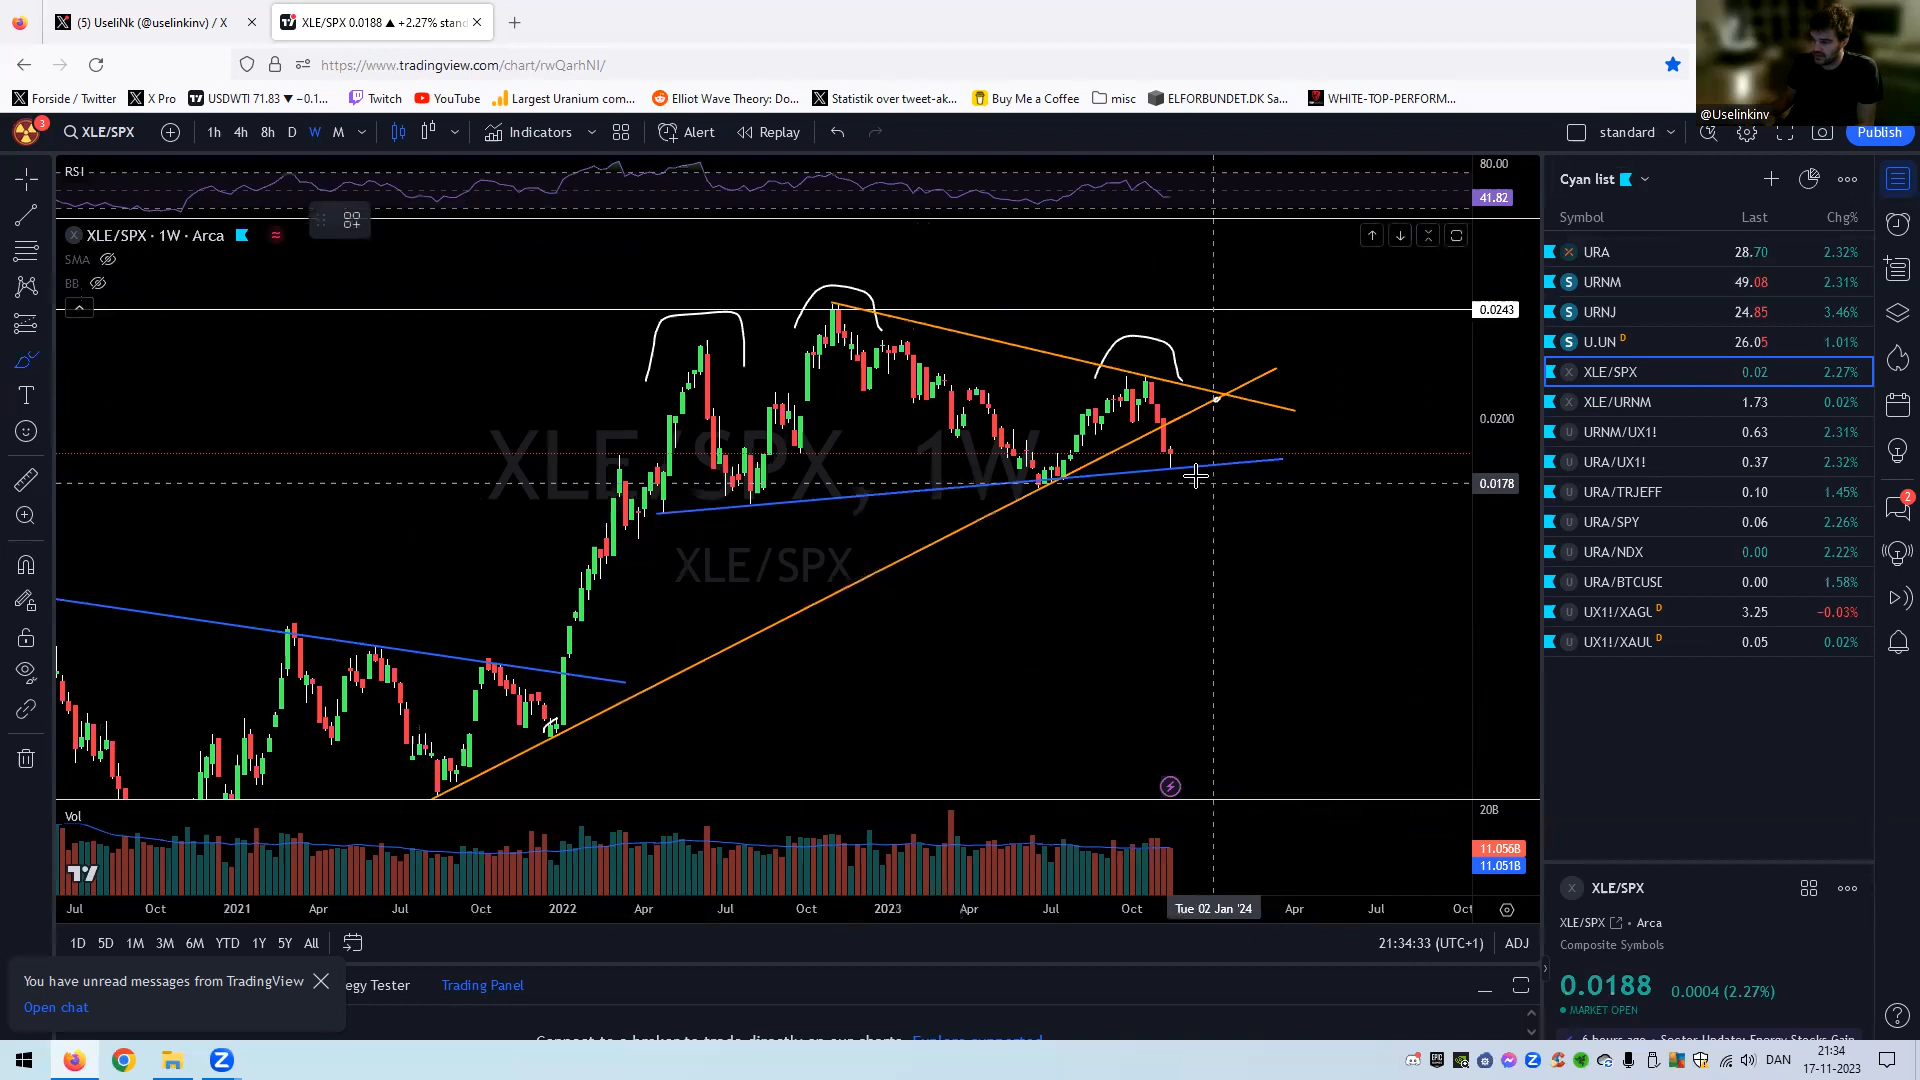 (5) UseliNk (@uselinkinv) / X
XLE/SPX 0.0188 ▲ +2.27% stand
https://www.tradingview.com/chart/rwQarhNI/
Forside / Twitter
X Pro
USDWTI 71.83 ▼ −0.1...
Twitch
YouTube
Largest Uranium com...
Elliot Wave Theory: Do...
Statistik over tweet-ak...
Buy Me a Coffee
misc
ELFORBUNDET.DK Sa...
WHITE-TOP-PERFORM...
@Uselinkinv
3
XLE/SPX
1h 4h 8h D W M
Indicators
Alert
Replay
standard
Publish
RSI
80.00
41.82
XLE/SPX · 1W · Arca
SMA
BB
0.0243
0.0200
0.0178
XLE/SPX, 1W
XLE/SPX
Vol
20B
11.056B
11.051B
Jul Oct 2021 Apr Jul Oct 2022 Apr Jul Oct 2023 Apr Jul Oct Tue 02 Jan '24 Apr Jul Oct
1D 5D 1M 3M 6M YTD 1Y 5Y All
21:34:33 (UTC+1) ADJ
You have unread messages from TradingView
Open chat
egy Tester
Trading Panel
Cyan list
Symbol Last Chg%
URA 28.70 2.32%
URNM 49.08 2.31%
URNJ 24.85 3.46%
U.UN D 26.05 1.01%
XLE/SPX 0.02 2.27%
XLE/URNM 1.73 0.02%
URNM/UX1! 0.63 2.31%
URA/UX1! 0.37 2.32%
URA/TRJEFF 0.10 1.45%
URA/SPY 0.06 2.26%
URA/NDX 0.00 2.22%
URA/BTCUSD 0.00 1.58%
UX1!/XAGU D 3.25 −0.03%
UX1!/XAUU D 0.05 0.02%
2
XLE/SPX
XLE/SPX • Arca
Composite Symbols
0.0188 0.0004 (2.27%)
MARKET OPEN
DAN
21:34
17-11-2023